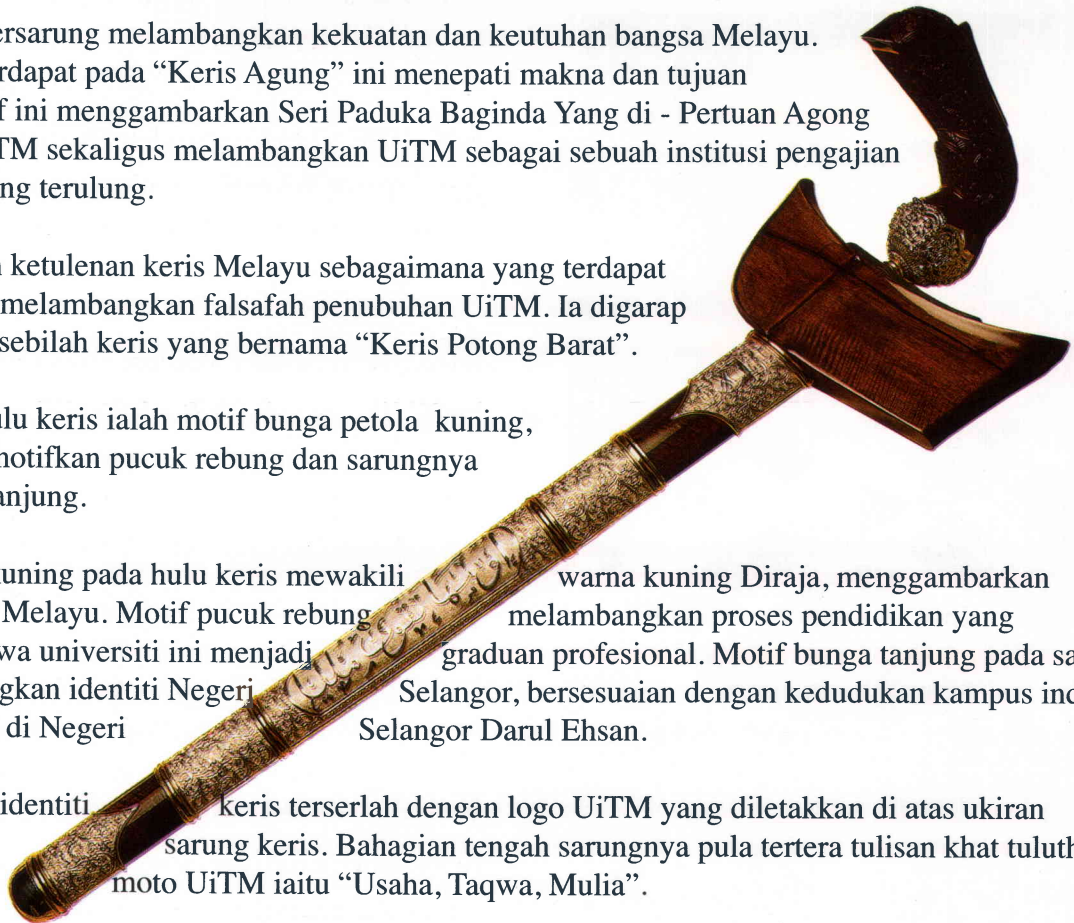 ersarung melambangkan kekuatan dan keutuhan bangsa Melayu.
rdapat pada “Keris Agung” ini menepati makna dan tujuan
f ini menggambarkan Seri Paduka Baginda Yang di - Pertuan Agong
TM sekaligus melambangkan UiTM sebagai sebuah institusi pengajian
ng terulung.
n ketulenan keris Melayu sebagaimana yang terdapat
melambangkan falsafah penubuhan UiTM. Ia digarap
sebilah keris yang bernama “Keris Potong Barat”.
ulu keris ialah motif bunga petola kuning,
notifkan pucuk rebung dan sarungnya
anjung.
kuning pada hulu keris mewakili warna kuning Diraja, menggambarkan
Melayu. Motif pucuk rebung melambangkan proses pendidikan yang
wa universiti ini menjadi graduan profesional. Motif bunga tanjung pada sa
gkan identiti Negeri Selangor, bersesuaian dengan kedudukan kampus ind
di Negeri Selangor Darul Ehsan.
identiti keris terserlah dengan logo UiTM yang diletakkan di atas ukiran
sarung keris. Bahagian tengah sarungnya pula tertera tulisan khat tuluth
moto UiTM iaitu “Usaha, Taqwa, Mulia”.